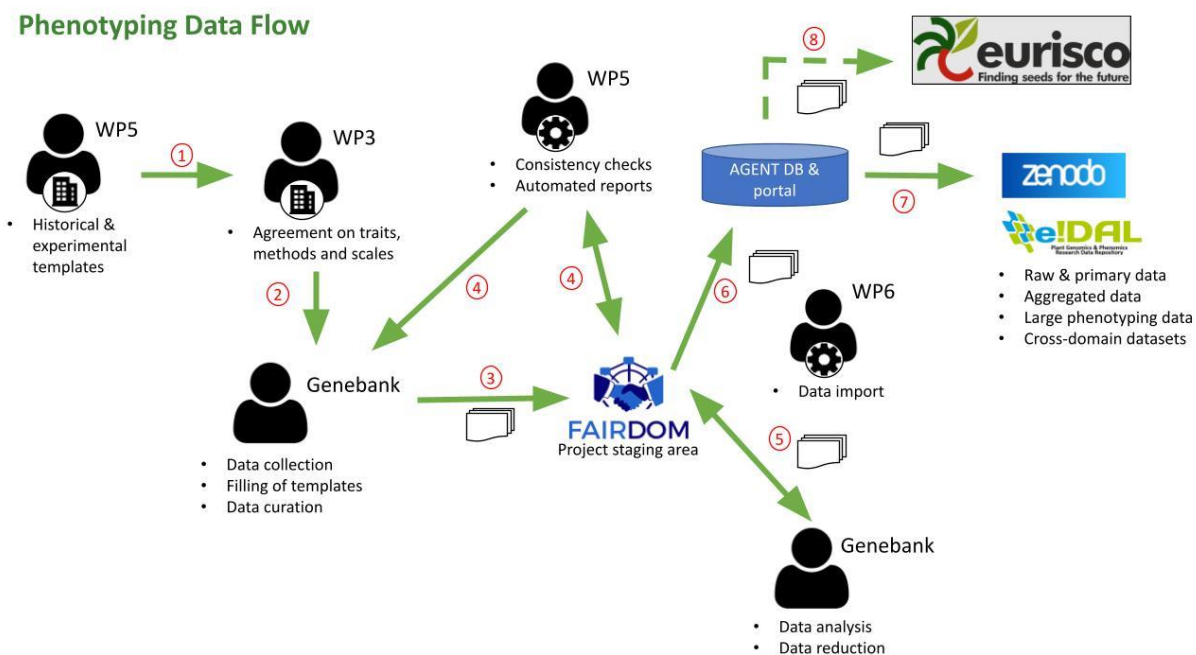 Phenotyping Data Flow
WP5
1
• Historical &
experimental
templates
WP3
• Agreement on traits,
methods and scales
2
WP5
• Consistency checks
• Automated reports
4
4
Genebank
• Data collection
• Filling of templates
• Data curation
3
FAIRDOM
Project staging area
5
Genebank
• Data analysis
• Data reduction
6
WP6
• Data import
AGENT DB &
portal
7
zenodo
e!DAL
Plant Genomics & Phenomics
Research Data Repository
• Raw & primary data
• Aggregated data
• Large phenotyping data
• Cross-domain datasets
8
eurisco
Finding seeds for the future